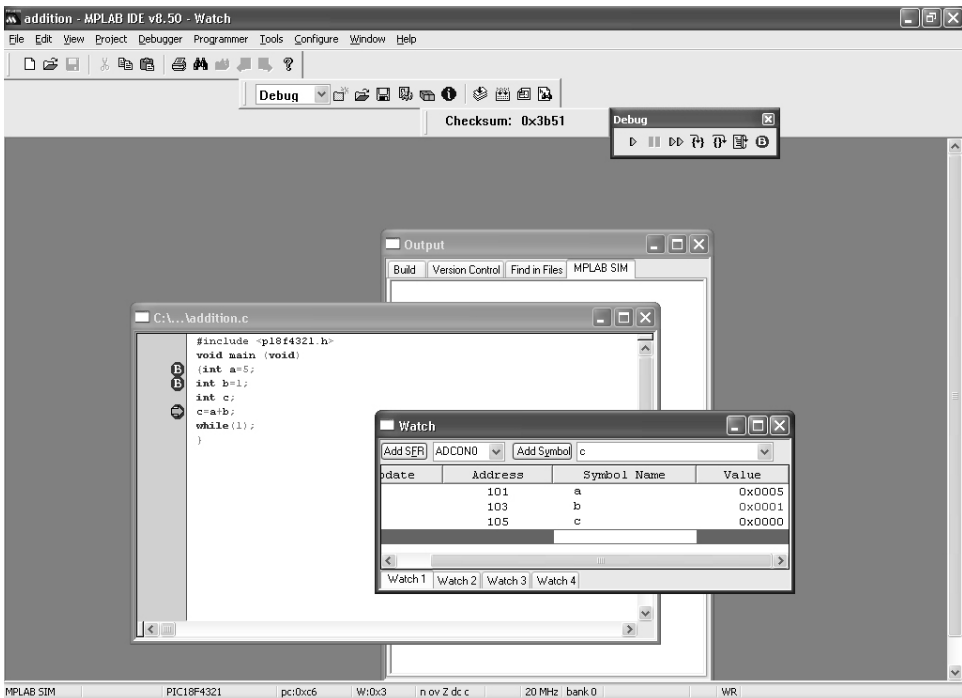 addition - MPLAB IDE v8.50 - Watch
File Edit View Project Debugger Programmer Tools Configure Window Help
Debug
Checksum: 0x3b51
Debug
Output
Build Version Control Find in Files MPLAB SIM
C:\...\addition.c
#include <p18f4321.h>
void main (void)
{int a=5;
int b=1;
int c;
c=a+b;
while(1);
}
Watch
Add SFR ADCON0 Add Symbol c
pdate Address Symbol Name Value
101 a 0x0005
103 b 0x0001
105 c 0x0000
Watch 1 Watch 2 Watch 3 Watch 4
MPLAB SIM PIC18F4321 pc:0xc6 W:0x3 n ov Z dc c 20 MHz bank 0 WR